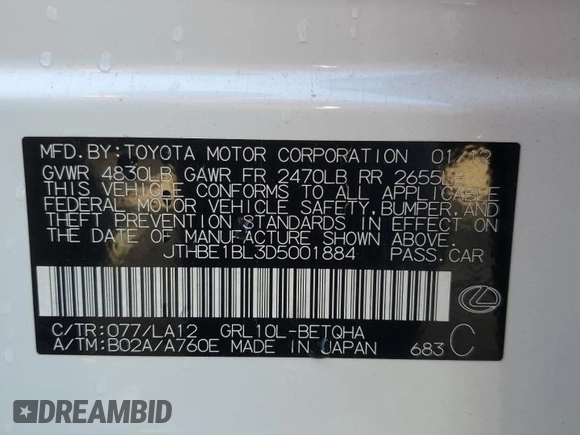 MFD.BY:TOYOTA MOTOR CORPORATION 01/12
GVWR 4830LB GAWR FR 2470LB RR 2655LB
THIS VEHICLE CONFORMS TO ALL APPLICABLE
FEDERAL MOTOR VEHICLE SAFETY, BUMPER, AND
THEFT PREVENTION STANDARDS IN EFFECT ON
THE DATE OF MANUFACTURE SHOWN ABOVE.
JTHBE1BL3D5001884 PASS.CAR
C/TR:077/LA12 GRL10L-BETQHA
A/TM:B02A/A760E MADE IN JAPAN 683 C
DREAMBID